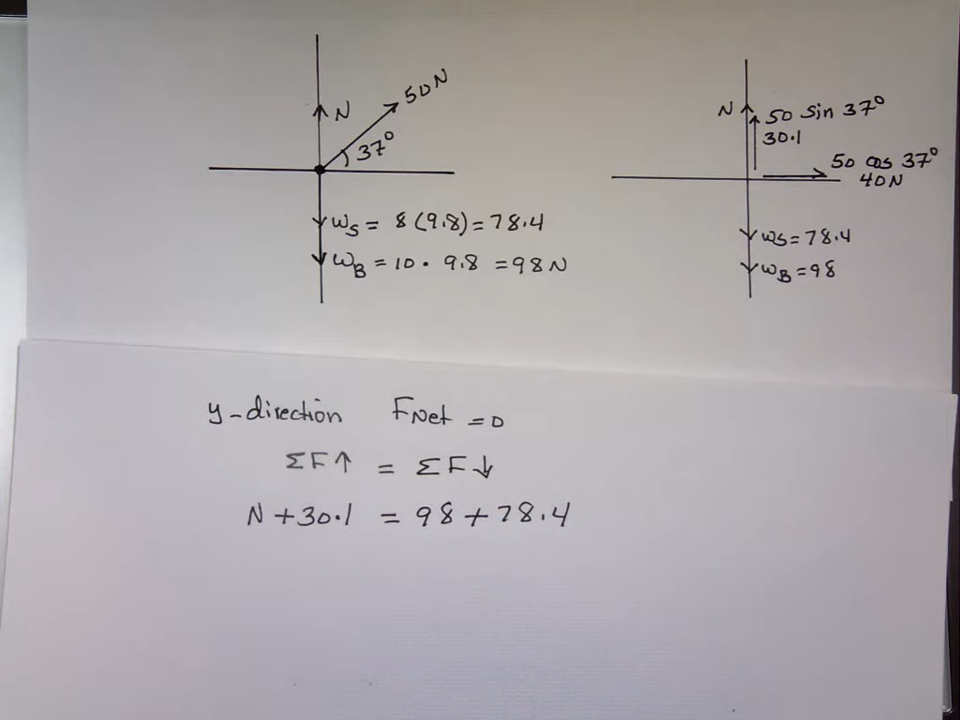 N
50N
37°
ws = 8(9.8) = 78.4
wB = 10 · 9.8 = 98N
N
50 sin 37°
30.1
50 cos 37°
40N
ws = 78.4
wB = 98
y-direction FNet = 0
ΣF↑ = ΣF↓
N + 30.1 = 98 + 78.4